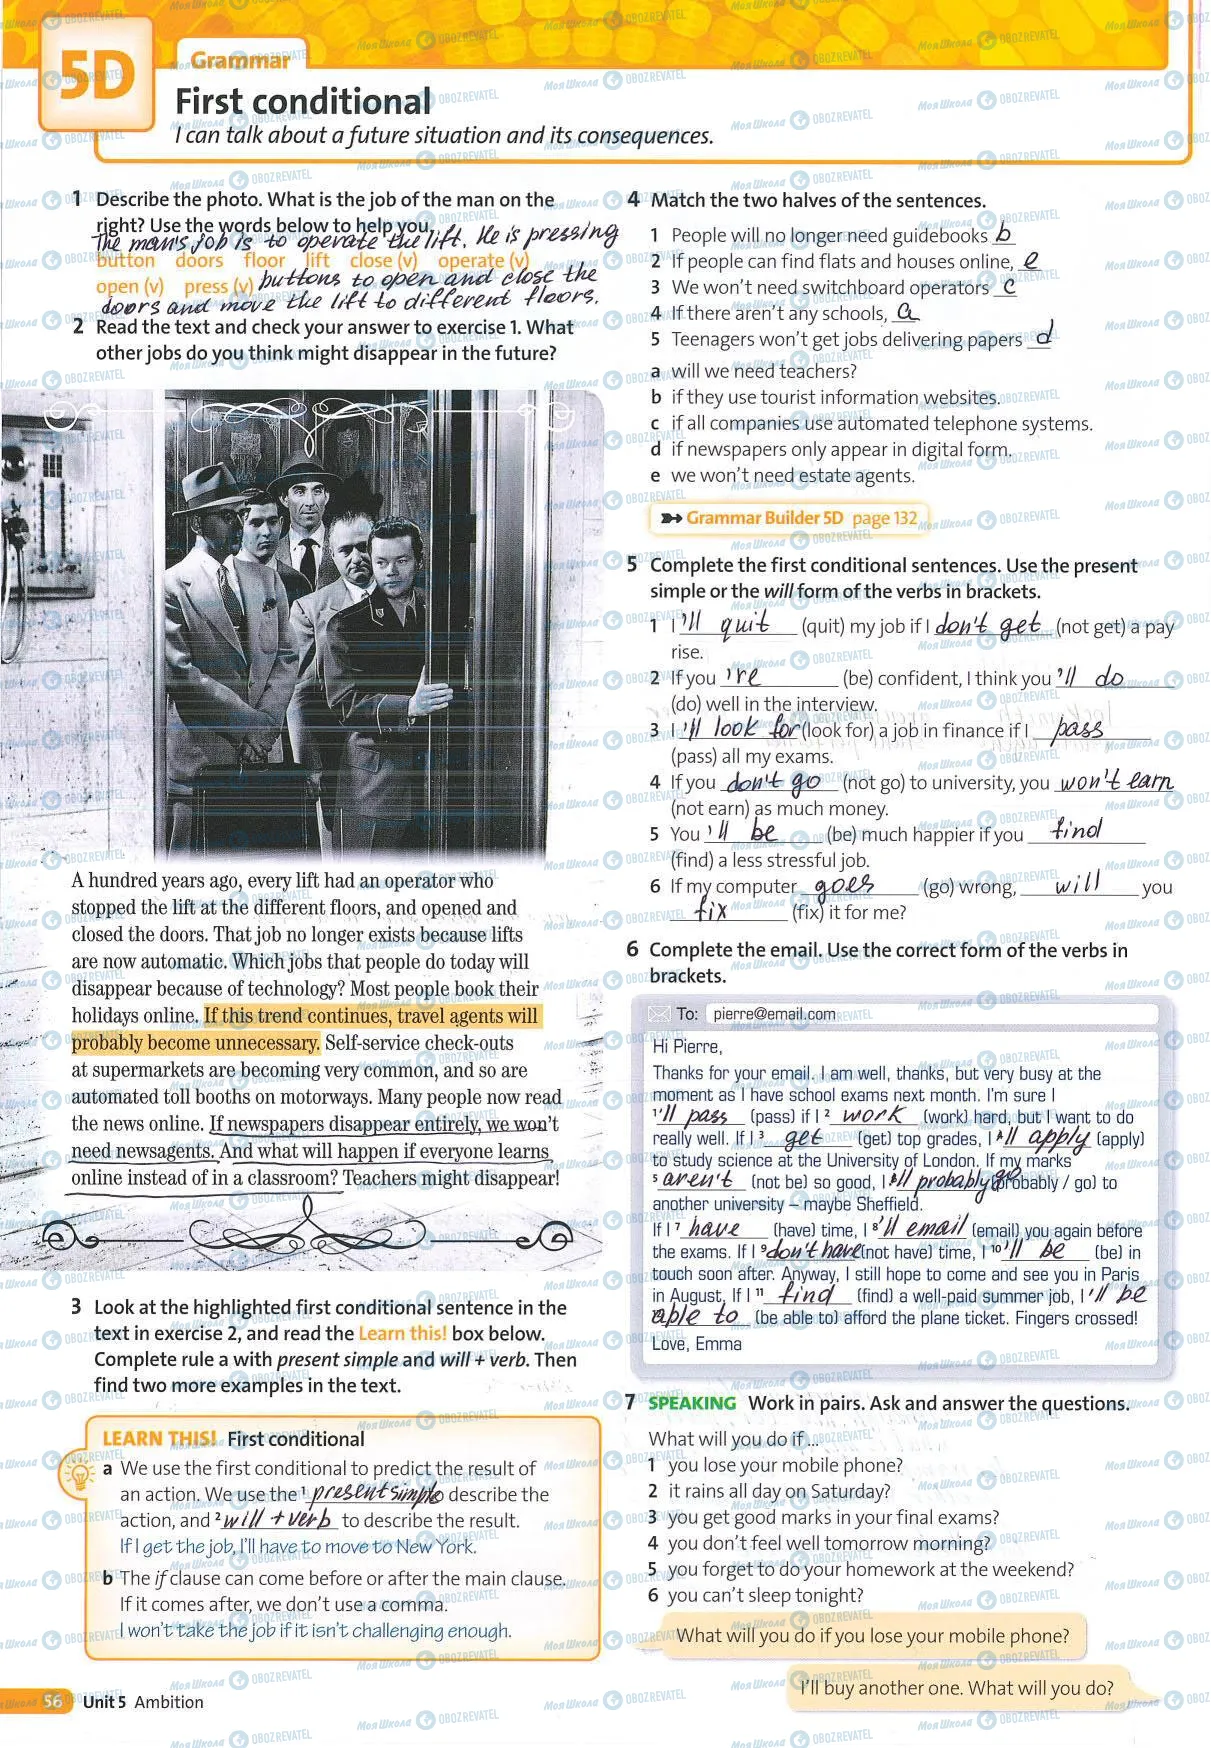 5D
Grammar
First conditional
I can talk about a future situation and its consequences.
1 Describe the photo. What is the job of the man on the
right? Use the words below to help you.
The man's job is to operate the lift. He is pressing
button doors floor lift close (v) operate (v)
open (v) press (v) buttons to open and close the
doors and move the lift to different floors.
2 Read the text and check your answer to exercise 1. What
other jobs do you think might disappear in the future?
A hundred years ago, every lift had an operator who
stopped the lift at the different floors, and opened and
closed the doors. That job no longer exists because lifts
are now automatic. Which jobs that people do today will
disappear because of technology? Most people book their
holidays online. If this trend continues, travel agents will
probably become unnecessary. Self-service check-outs
at supermarkets are becoming very common, and so are
automated toll booths on motorways. Many people now read
the news online. If newspapers disappear entirely, we won't
need newsagents. And what will happen if everyone learns
online instead of in a classroom? Teachers might disappear!
3 Look at the highlighted first conditional sentence in the
text in exercise 2, and read the Learn this! box below.
Complete rule a with present simple and will + verb. Then
find two more examples in the text.
LEARN THIS! First conditional
a We use the first conditional to predict the result of
an action. We use the ¹ present simple describe the
action, and ² will + verb to describe the result.
If I get the job, I'll have to move to New York.
b The if clause can come before or after the main clause.
If it comes after, we don't use a comma.
I won't take the job if it isn't challenging enough.
56 Unit 5 Ambition
4 Match the two halves of the sentences.
1 People will no longer need guidebooks b
2 If people can find flats and houses online, e
3 We won't need switchboard operators c
4 If there aren't any schools, a
5 Teenagers won't get jobs delivering papers d
a will we need teachers?
b if they use tourist information websites.
c if all companies use automated telephone systems.
d if newspapers only appear in digital form.
e we won't need estate agents.
Grammar Builder 5D page 132
5 Complete the first conditional sentences. Use the present
simple or the will form of the verbs in brackets.
1 I 'll quit (quit) my job if I don't get (not get) a pay
rise.
2 If you 're (be) confident, I think you 'll do
(do) well in the interview.
3 I 'll look for (look for) a job in finance if I pass
(pass) all my exams.
4 If you don't go (not go) to university, you won't earn
(not earn) as much money.
5 You 'll be (be) much happier if you find
(find) a less stressful job.
6 If my computer goes (go) wrong, will you
fix (fix) it for me?
6 Complete the email. Use the correct form of the verbs in
brackets.
To: pierre@email.com
Hi Pierre,
Thanks for your email. I am well, thanks, but very busy at the
moment as I have school exams next month. I'm sure I
¹ 'll pass (pass) if I ² work (work) hard, but I want to do
really well. If I ³ get (get) top grades, I ⁴ 'll apply (apply)
to study science at the University of London. If my marks
⁵ aren't (not be) so good, I ⁶ 'll probably go (probably / go) to
another university – maybe Sheffield.
If I ⁷ have (have) time, I ⁸ 'll email (email) you again before
the exams. If I ⁹ don't have (not have) time, I ¹⁰ 'll be (be) in
touch soon after. Anyway, I still hope to come and see you in Paris
in August. If I ¹¹ find (find) a well-paid summer job, I 'll be
able to (be able to) afford the plane ticket. Fingers crossed!
Love, Emma
7 SPEAKING Work in pairs. Ask and answer the questions.
What will you do if ...
1 you lose your mobile phone?
2 it rains all day on Saturday?
3 you get good marks in your final exams?
4 you don't feel well tomorrow morning?
5 you forget to do your homework at the weekend?
6 you can't sleep tonight?
What will you do if you lose your mobile phone?
I'll buy another one. What will you do?
Моя Школа OBOZREVATEL